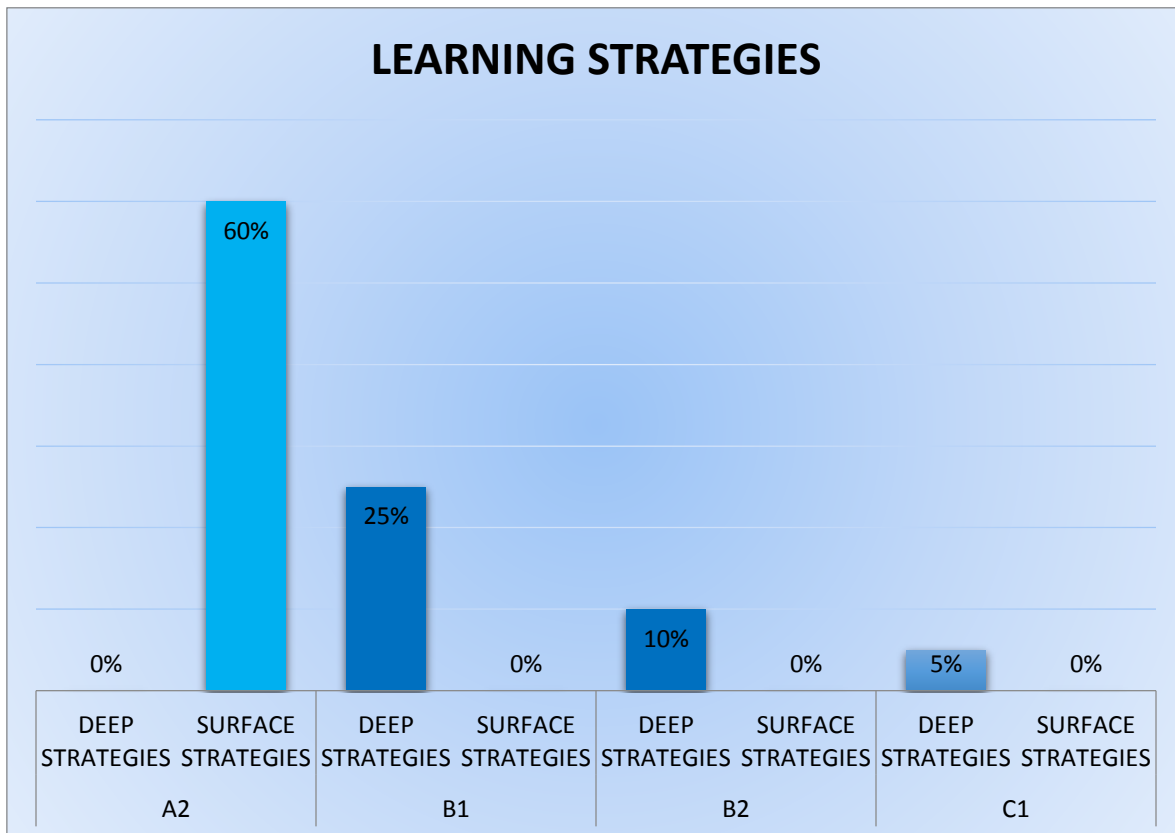 LEARNING STRATEGIES
60%
25%
10%
5%
0%
0%
0%
0%
DEEP STRATEGIES
SURFACE STRATEGIES
DEEP STRATEGIES
SURFACE STRATEGIES
DEEP STRATEGIES
SURFACE STRATEGIES
DEEP STRATEGIES
SURFACE STRATEGIES
A2
B1
B2
C1